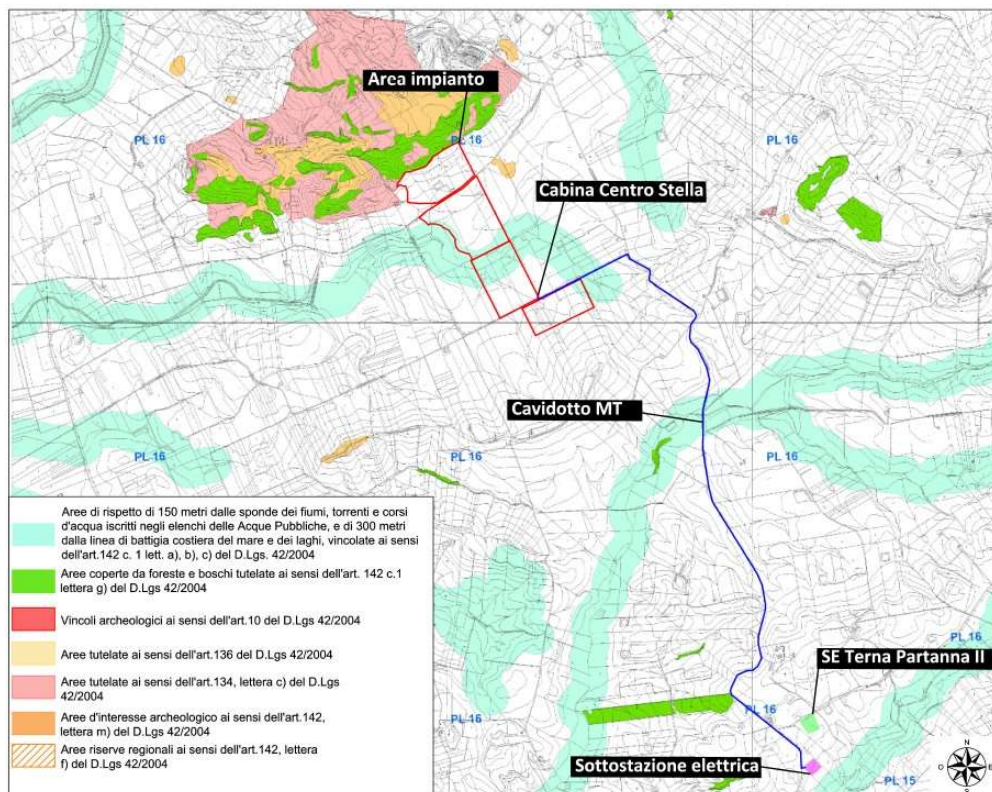 Area impianto
PL 16
PL 16
PL 16
Cabina Centro Stella
Cavidotto MT
PL 16
PL 16
PL 16
Aree di rispetto di 150 metri dalle sponde dei fiumi, torrenti e corsi
d'acqua iscritti negli elenchi delle Acque Pubbliche, e di 300 metri
dalla linea di battigia costiera del mare e dei laghi, vincolate ai sensi
dell'art.142 c. 1 lett. a), b), c) del D.Lgs. 42/2004
Aree coperte da foreste e boschi tutelate ai sensi dell'art. 142 c.1
lettera g) del D.Lgs 42/2004
Vincoli archeologici ai sensi dell'art.10 del D.Lgs 42/2004
Aree tutelate ai sensi dell'art.136 del D.Lgs 42/2004
Aree tutelate ai sensi dell'art.134, lettera c) del D.Lgs
42/2004
Aree d'interesse archeologico ai sensi dell'art.142,
lettera m) del D.Lgs 42/2004
Aree riserve regionali ai sensi dell'art.142, lettera
f) del D.Lgs 42/2004
PL 16
SE Terna Partanna II
PL 16
PL 16
Sottostazione elettrica
PL 15
N
O
E
S